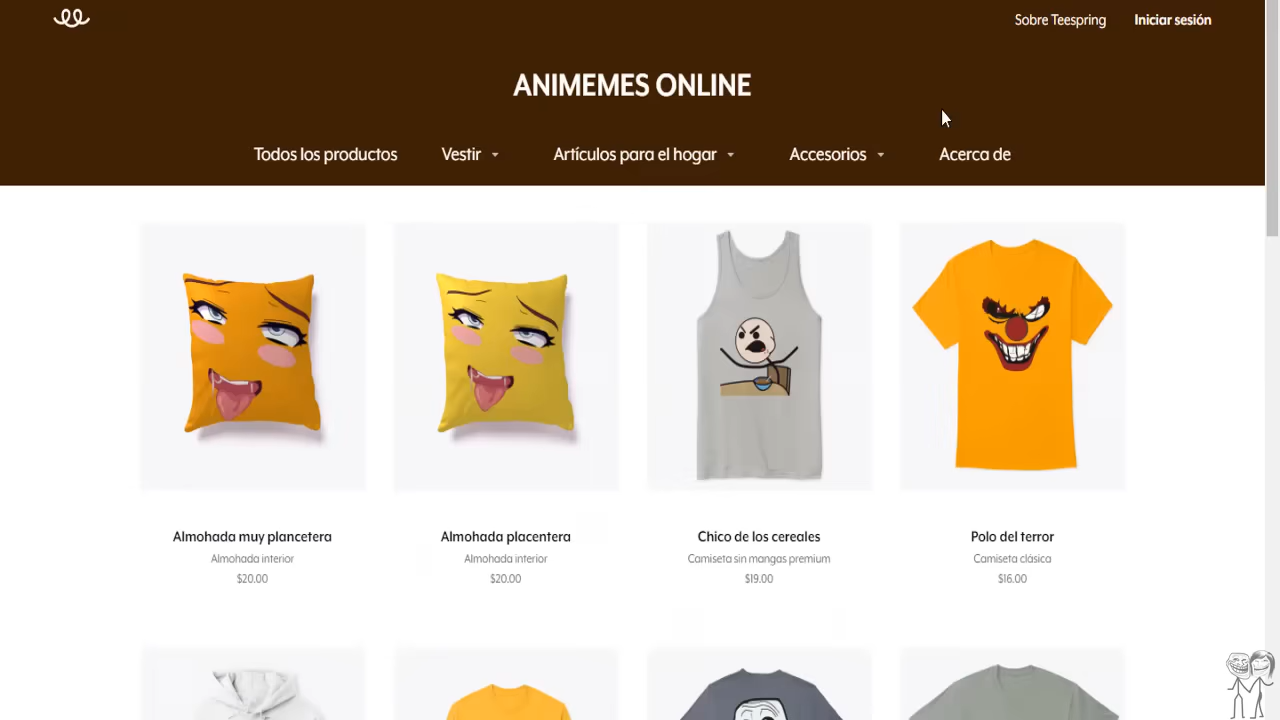 Sobre Teespring
Iniciar sesión
ANIMEMES ONLINE
Todos los productos
Vestir
Artículos para el hogar
Accesorios
Acerca de
Almohada muy plancetera
Almohada interior
$20.00
Almohada placentera
Almohada interior
$20.00
Chico de los cereales
Camiseta sin mangas premium
$19.00
Polo del terror
Camiseta clásica
$16.00